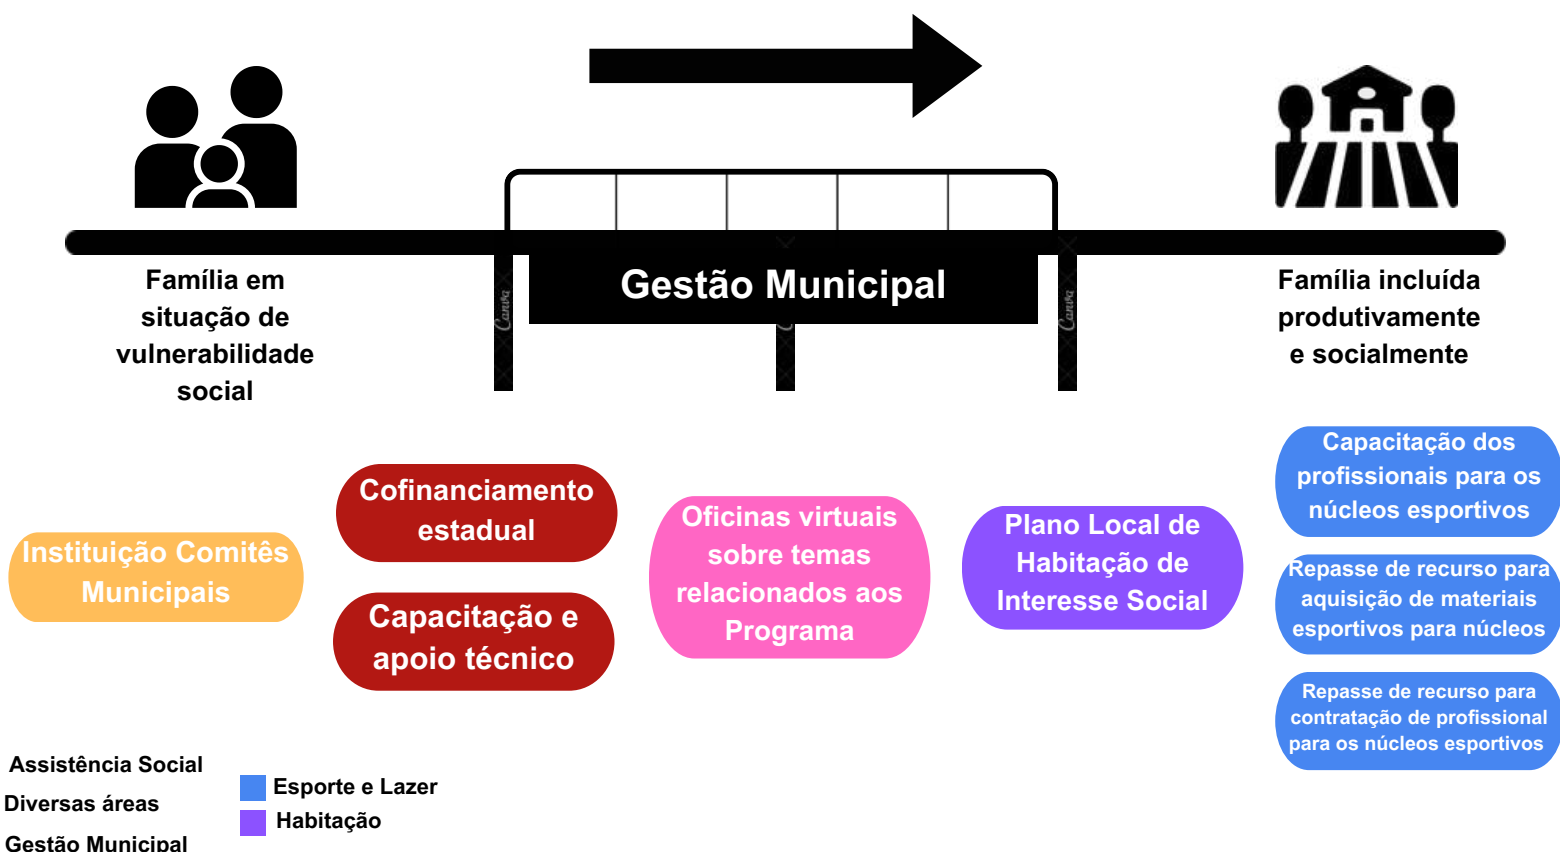 Família em
situação de
vulnerabilidade
social
Gestão Municipal
Canva
Canva
Família incluída
produtivamente
e socialmente
Instituição Comitês
Municipais
Cofinanciamento
estadual
Capacitação e
apoio técnico
Oficinas virtuais
sobre temas
relacionados aos
Programa
Plano Local de
Habitação de
Interesse Social
Capacitação dos
profissionais para os
núcleos esportivos
Repasse de recurso para
aquisição de materiais
esportivos para núcleos
Repasse de recurso para
contratação de profissional
para os núcleos esportivos
Assistência Social
Diversas áreas
Gestão Municipal
Esporte e Lazer
Habitação